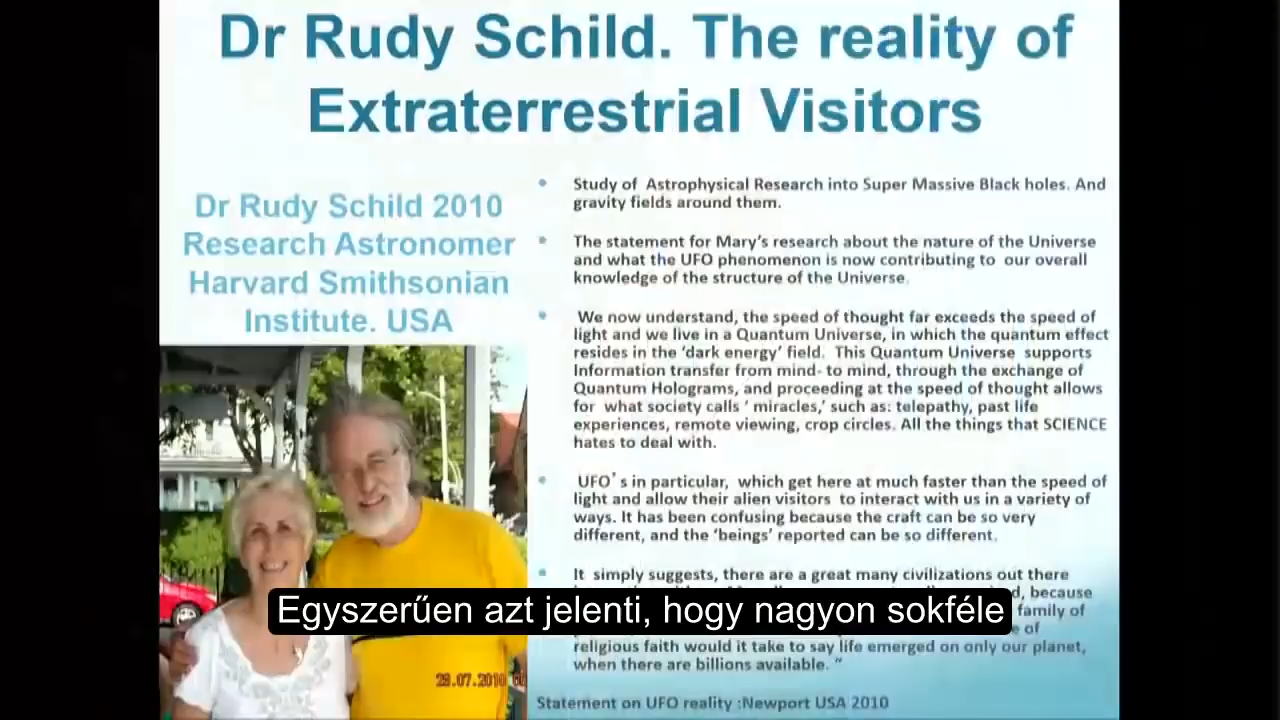 Dr Rudy Schild. The reality of
Extraterrestrial Visitors
Dr Rudy Schild 2010
Research Astronomer
Harvard Smithsonian
Institute. USA
• Study of Astrophysical Research into Super Massive Black holes. And
gravity fields around them.
• The statement for Mary's research about the nature of the Universe
and what the UFO phenomenon is now contributing to our overall
knowledge of the structure of the Universe.
• We now understand, the speed of thought far exceeds the speed of
light and we live in a Quantum Universe, in which the quantum effect
resides in the 'dark energy' field. This Quantum Universe supports
Information transfer from mind- to mind, through the exchange of
Quantum Holograms, and proceeding at the speed of thought allows
for what society calls ' miracles,' such as: telepathy, past life
experiences, remote viewing, crop circles. All the things that SCIENCE
hates to deal with.
• UFO's in particular, which get here at much faster than the speed of
light and allow their alien visitors to interact with us in a variety of
ways. It has been confusing because the craft can be so very
different, and the 'beings' reported can be so different.
• It simply suggests, there are a great many civilizations out there
because
family of
of
religious faith would it take to say life emerged on only our planet,
when there are billions available. "
Egyszerűen azt jelenti, hogy nagyon sokféle
28.07.2010
Statement on UFO reality :Newport USA 2010